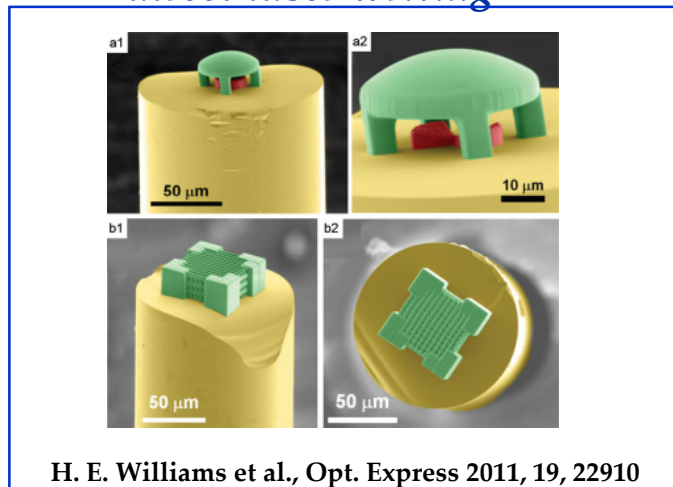 a1
a2
50 μm
10 μm
b1
b2
50 μm
50 μm
H. E. Williams et al., Opt. Express 2011, 19, 22910